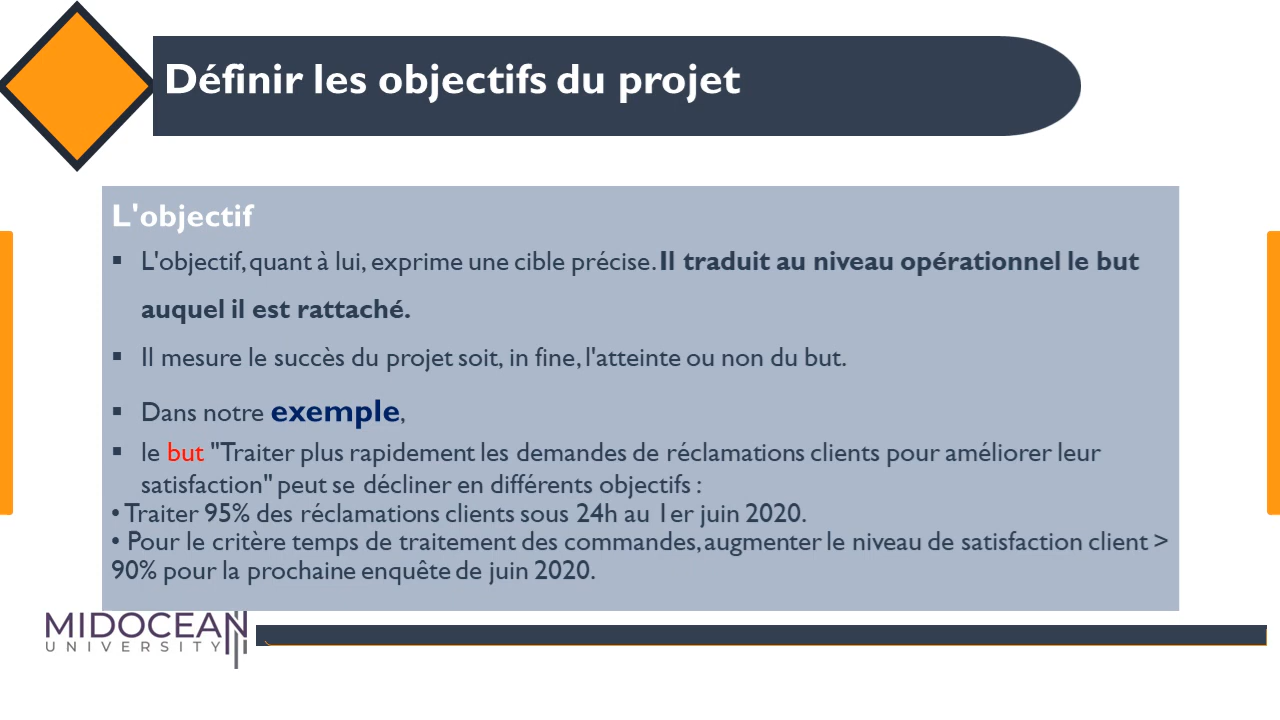 Définir les objectifs du projet
L'objectif
▪ L'objectif, quant à lui, exprime une cible précise. Il traduit au niveau opérationnel le but
auquel il est rattaché.
▪ Il mesure le succès du projet soit, in fine, l'atteinte ou non du but.
▪ Dans notre exemple,
▪ le but "Traiter plus rapidement les demandes de réclamations clients pour améliorer leur
satisfaction" peut se décliner en différents objectifs :
• Traiter 95% des réclamations clients sous 24h au 1er juin 2020.
• Pour le critère temps de traitement des commandes, augmenter le niveau de satisfaction client >
90% pour la prochaine enquête de juin 2020.
MIDOCEAN
UNIVERSITY